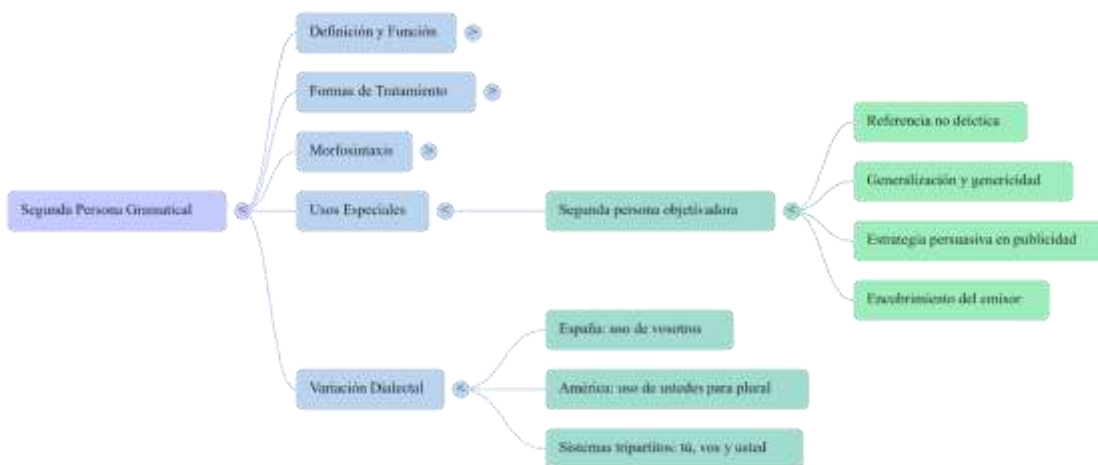 Definición y Función
Formas de Tratamiento
Referencia no deíctica
Morfosintaxis
Generalización y genericidad
Segunda Persona Gramatical
Usos Especiales
Segunda persona objetivadora
Estrategia persuasiva en publicidad
Encubrimiento del emisor
España: uso de vosotros
Variación Dialectal
América: uso de ustedes para plural
Sistemas tripartitos: tú, vos y usted